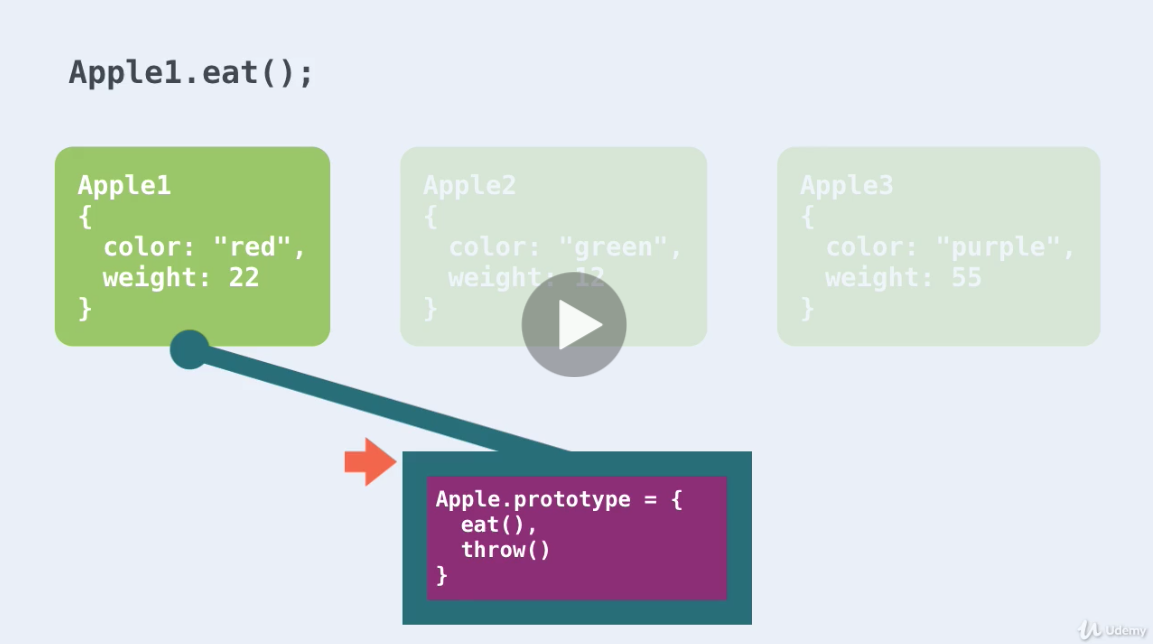 Apple1.eat();
Apple1
{
color: "red",
weight: 22
}
Apple2
{
color: "green",
weight: 12
}
Apple3
{
color: "purple",
weight: 55
}
Apple.prototype = {
eat(),
throw()
}
Udemy